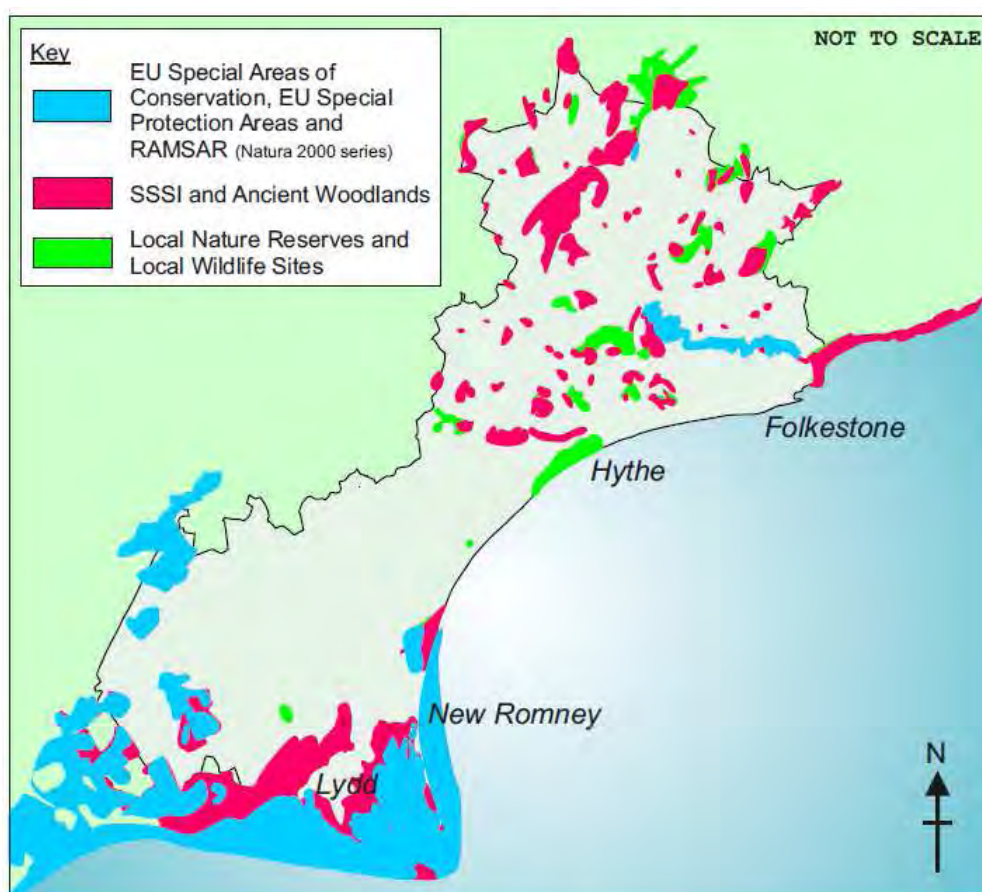 NOT TO SCALE
Key
EU Special Areas of
Conservation, EU Special
Protection Areas and
RAMSAR (Natura 2000 series)
SSSI and Ancient Woodlands
Local Nature Reserves and
Local Wildlife Sites
Folkestone
Hythe
New Romney
Lydd
N